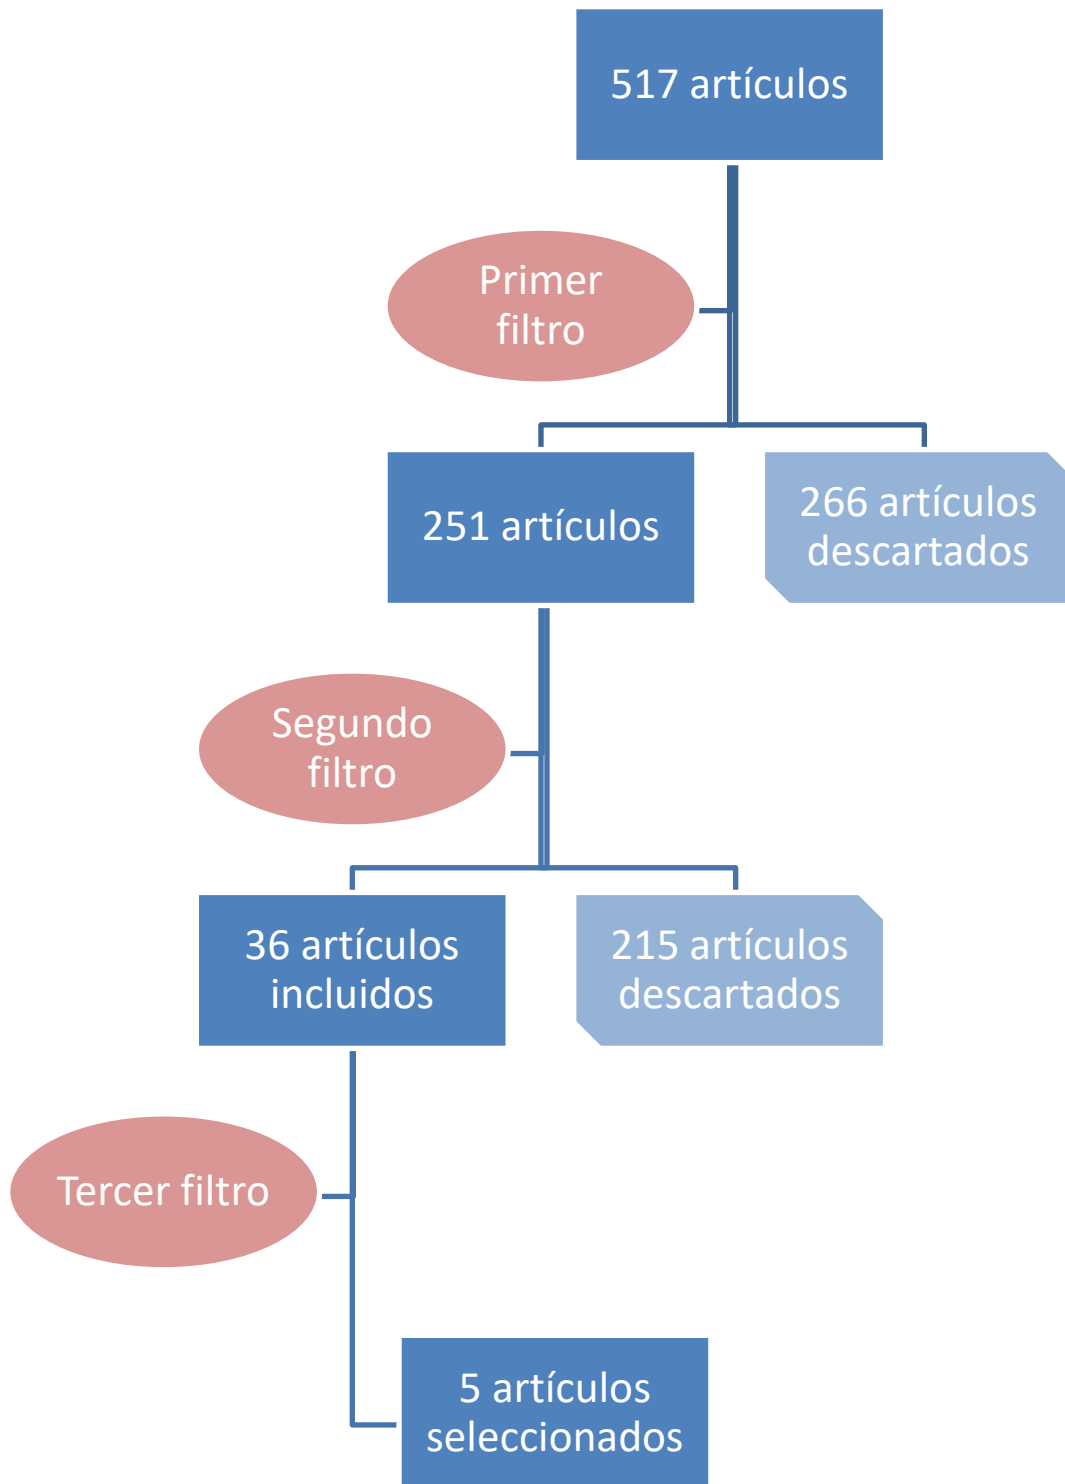 517 artículos
Primer
filtro
251 artículos
266 artículos
descartados
Segundo
filtro
36 artículos
incluidos
215 artículos
descartados
Tercer filtro
5 artículos
seleccionados